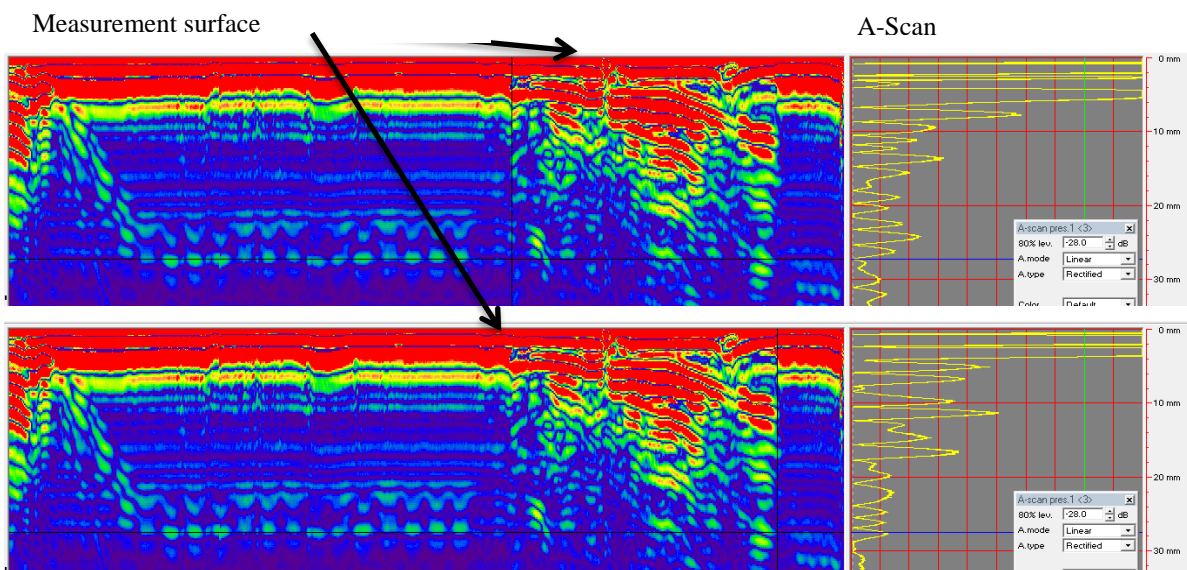 Measurement surface
A-Scan
0 mm
10 mm
20 mm
30 mm
A-scan pres.1 <3>
80% lev. -28.0 dB
A.mode Linear
A.type Rectified
Color Default
0 mm
10 mm
20 mm
30 mm
A-scan pres.1 <3>
80% lev. -28.0 dB
A.mode Linear
A.type Rectified